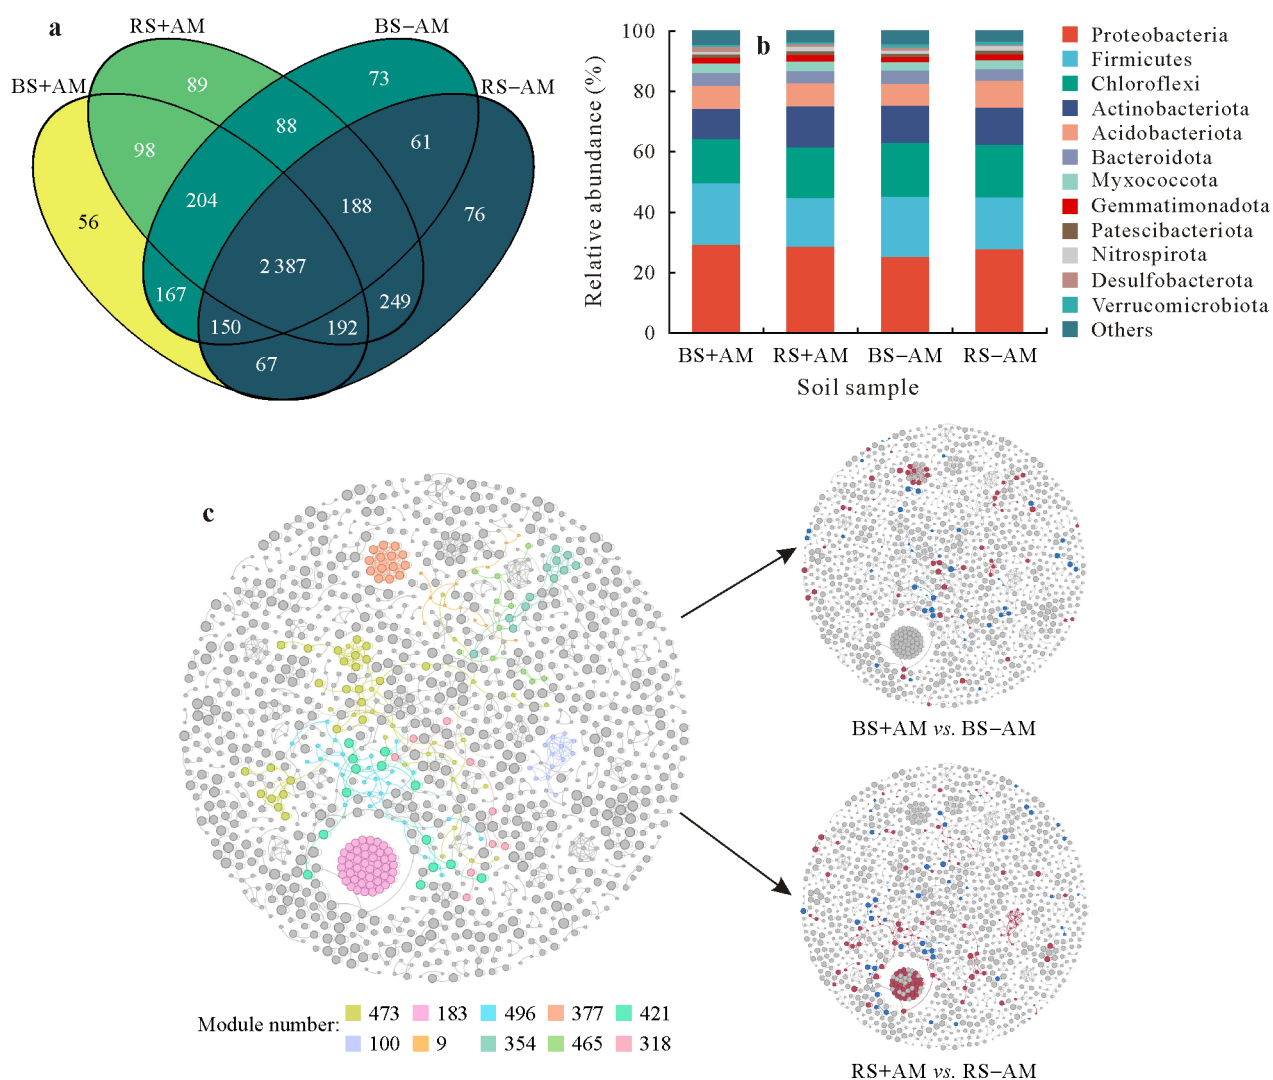 a
RS+AM
BS−AM
BS+AM
RS−AM
89
73
88
98
61
204
188
56
76
2 387
167
249
150
192
67
b
Relative abundance (%)
100
80
60
40
20
0
BS+AM
RS+AM
BS−AM
RS−AM
Soil sample
Proteobacteria
Firmicutes
Chloroflexi
Actinobacteriota
Acidobacteriota
Bacteroidota
Myxococcota
Gemmatimonadota
Patescibacteriota
Nitrospirota
Desulfobacterota
Verrucomicrobiota
Others
c
BS+AM vs. BS−AM
RS+AM vs. RS−AM
Module number:
473 183 496 377 421
100 9 354 465 318